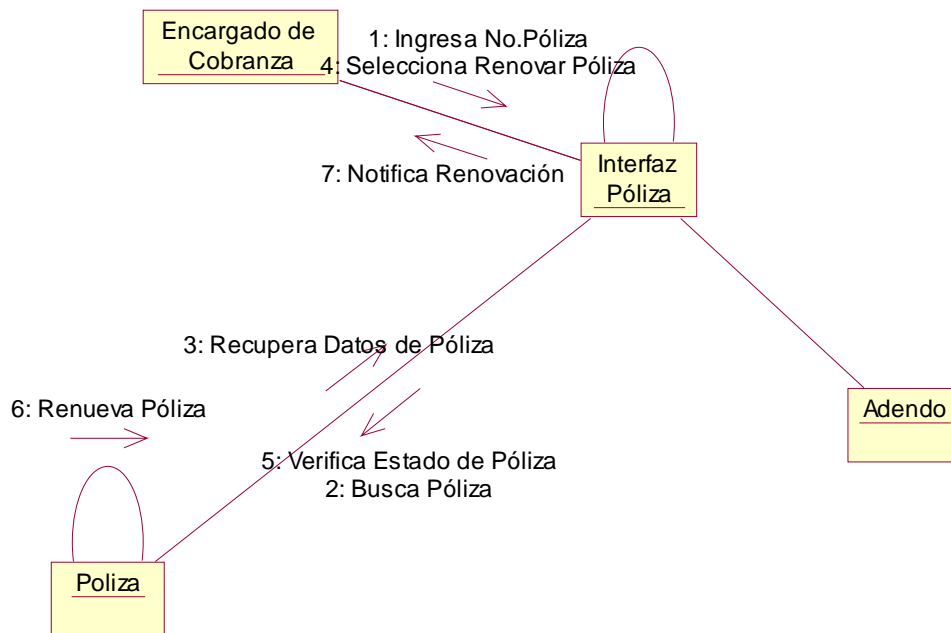 Encargado de
Cobranza
1: Ingresa No.Póliza
4: Selecciona Renovar Póliza
7: Notifica Renovación
Interfaz
Póliza
3: Recupera Datos de Póliza
6: Renueva Póliza
Adendo
5: Verifica Estado de Póliza
2: Busca Póliza
Poliza